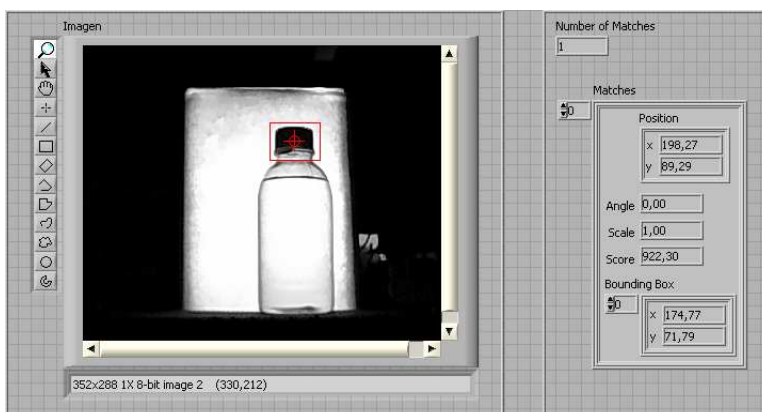 Imagen
352x288 1X 8-bit image 2 (330,212)
Number of Matches
1
Matches
0
Position
x 198,27
y 89,29
Angle 0,00
Scale 1,00
Score 922,30
Bounding Box
0
x 174,77
y 71,79